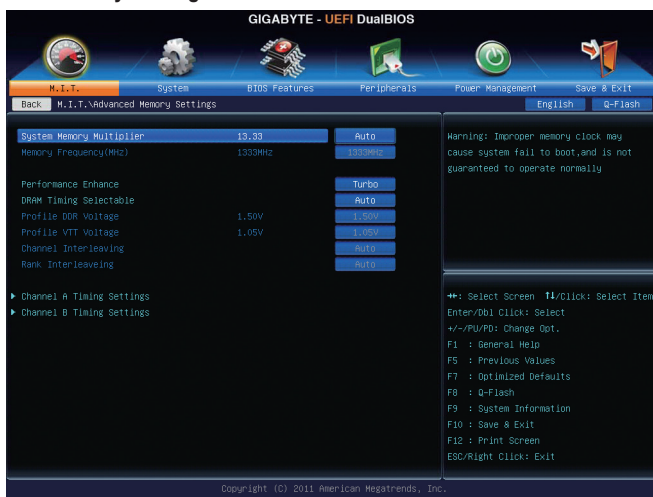 GIGABYTE - UEFI DualBIOS
M.I.T. System BIOS Features Peripherals Power Management Save & Exit
Back M.I.T.\Advanced Memory Settings English Q-Flash
System Memory Multiplier 13.33 Auto
Memory Frequency(MHz) 1333MHz 1333MHz
Performance Enhance Turbo
DRAM Timing Selectable Auto
Profile DDR Voltage 1.50V 1.50V
Profile VTT Voltage 1.05V 1.05V
Channel Interleaving Auto
Rank Interleaveing Auto
Channel A Timing Settings
Channel B Timing Settings
Warning: Improper memory clock may
cause system fail to boot,and is not
guaranteed to operate normally
→←: Select Screen ↑↓/Click: Select Item
Enter/Dbl Click: Select
+/-/PU/PD: Change Opt.
F1 : General Help
F5 : Previous Values
F7 : Optimized Defaults
F8 : Q-Flash
F9 : System Information
F10 : Save & Exit
F12 : Print Screen
ESC/Right Click: Exit
Copyright (C) 2011 American Megatrends, Inc.